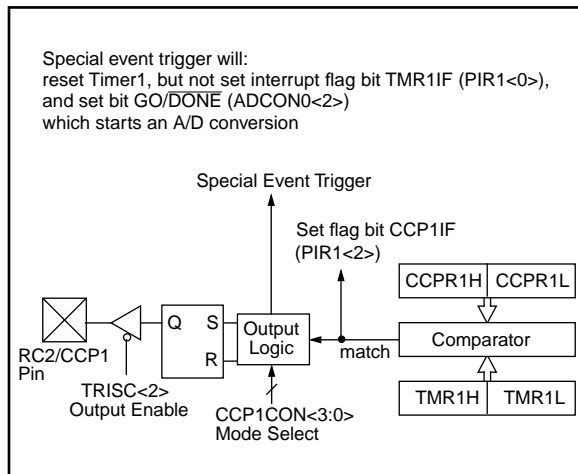 Special event trigger will:
reset Timer1, but not set interrupt flag bit TMR1IF (PIR1<0>),
and set bit GO/DONE (ADCON0<2>)
which starts an A/D conversion
Special Event Trigger
Set flag bit CCP1IF
(PIR1<2>)
CCPR1H CCPR1L
Q S Output
Logic
R
match
Comparator
RC2/CCP1
Pin
TRISC<2>
Output Enable
CCP1CON<3:0>
Mode Select
TMR1H TMR1L